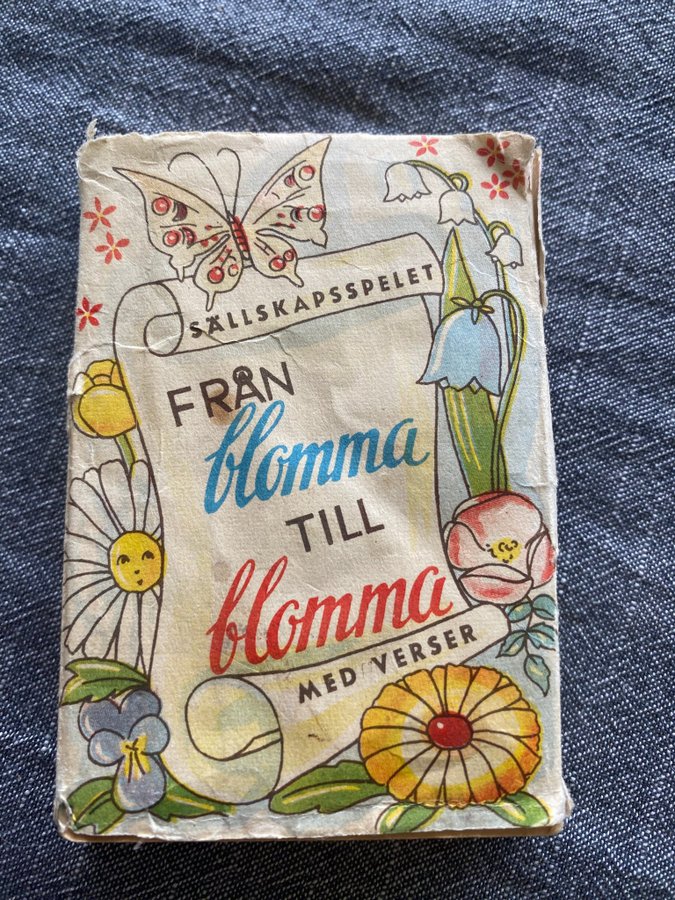 SÄLLSKAPSSPELET
FRÅN
blomma
TILL
blomma
MED VERSER